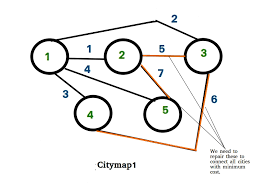 2
1 1 2 5 3
4 7
3 6
4 5
We need to
repair these to
connect all cities
with minimum
cost.
Citymap1